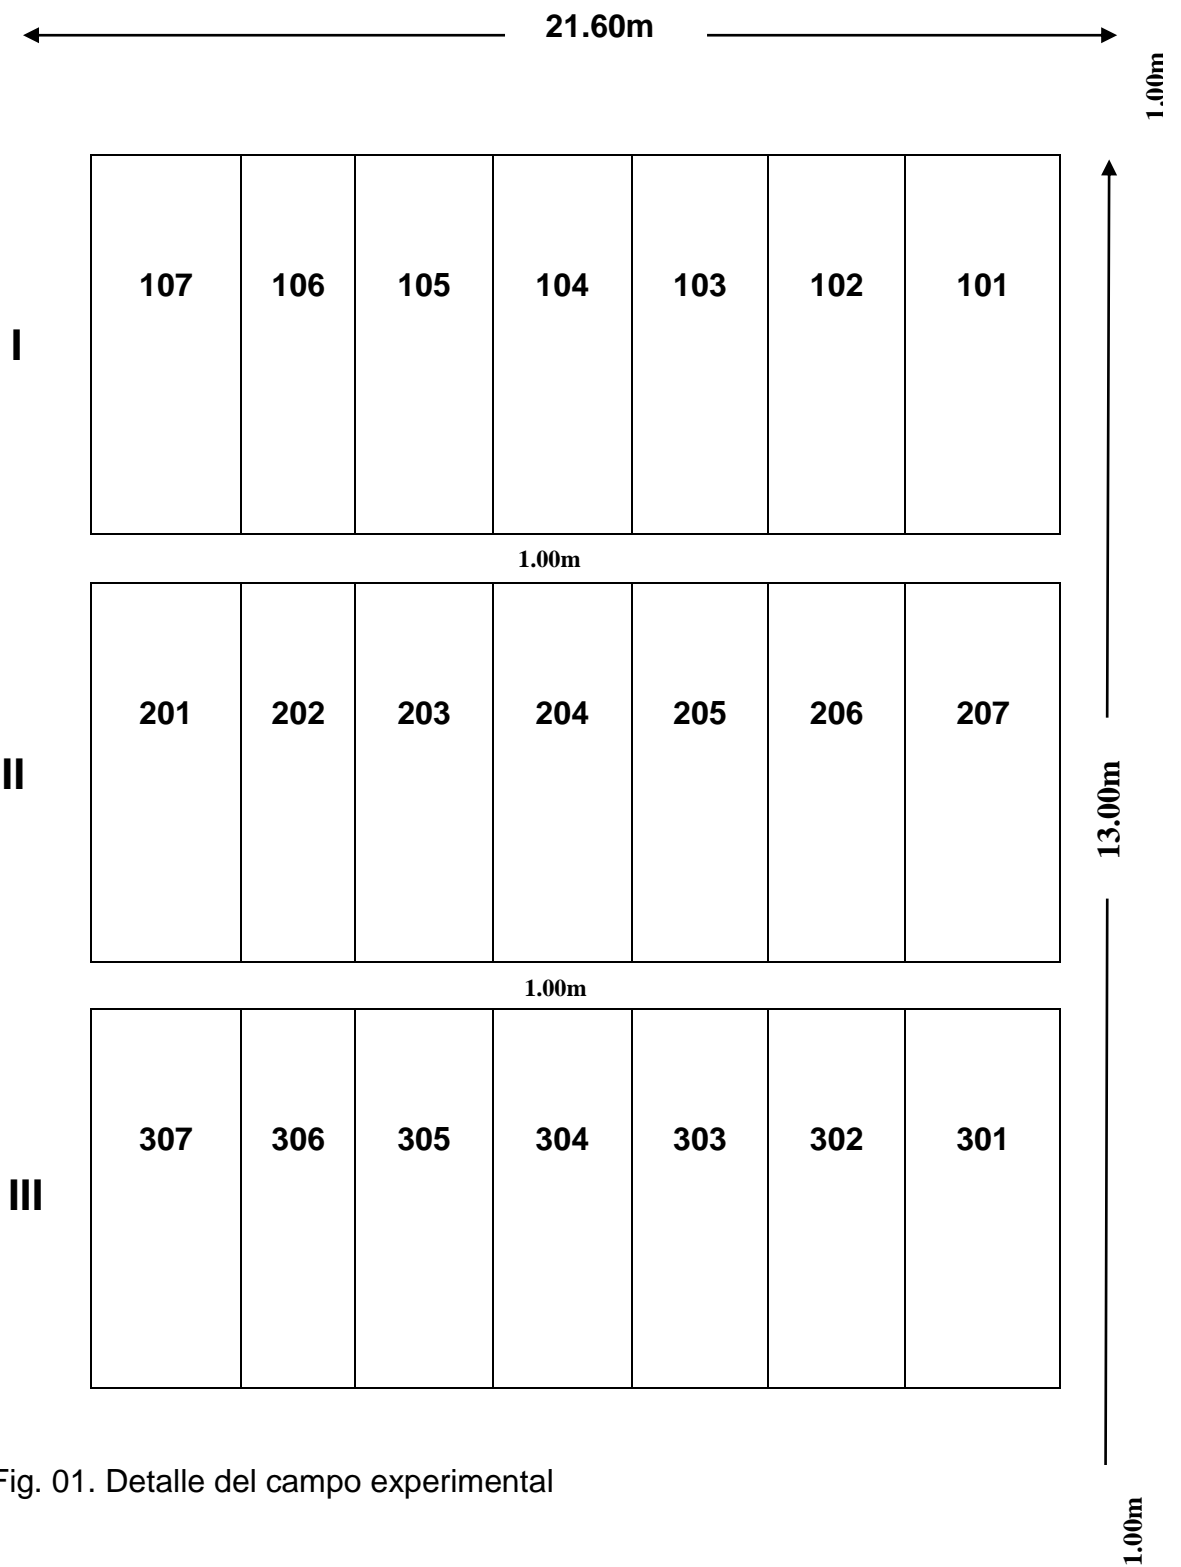 21.60m
1.00m
107 106 105 104 103 102 101
I
1.00m
201 202 203 204 205 206 207
II
13.00m
1.00m
307 306 305 304 303 302 301
III
Fig. 01. Detalle del campo experimental
1.00m